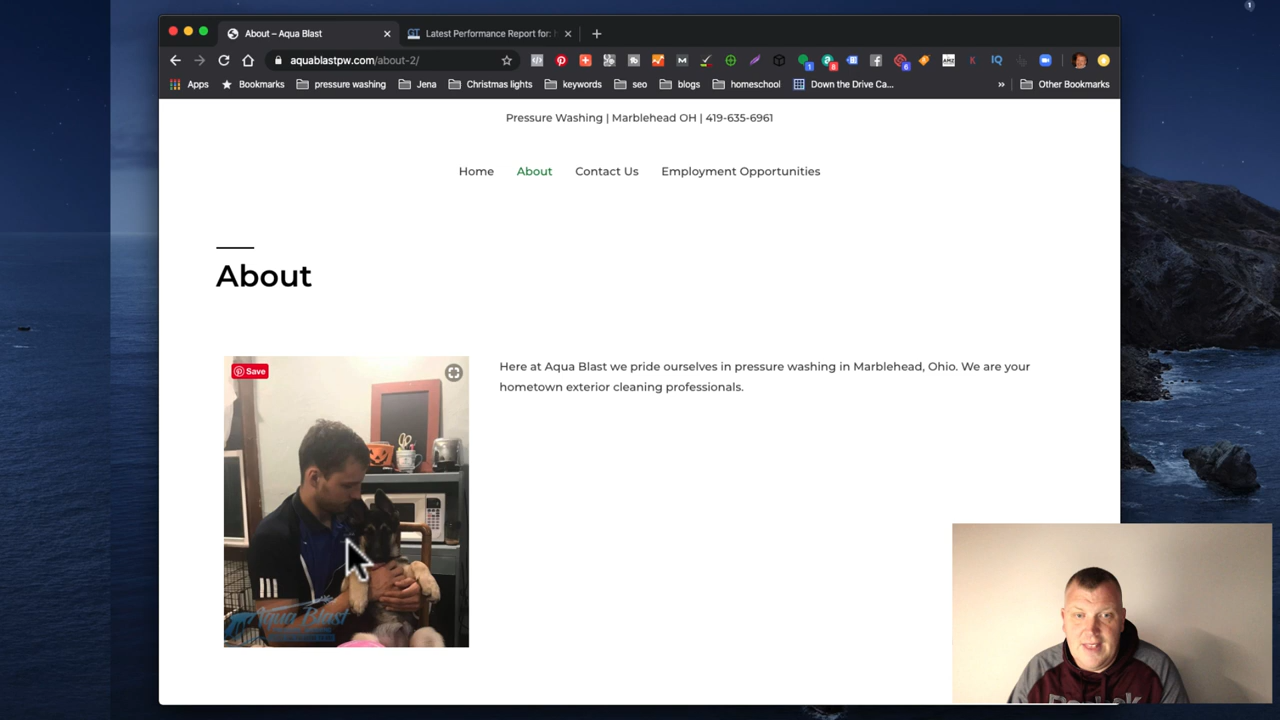 About – Aqua Blast
GT Latest Performance Report for: h
aquablastpw.com/about-2/
Apps Bookmarks pressure washing Jena Christmas lights keywords seo blogs homeschool Down the Drive Ca... » Other Bookmarks
Pressure Washing | Marblehead OH | 419-635-6961
Home About Contact Us Employment Opportunities
About
Save
Here at Aqua Blast we pride ourselves in pressure washing in Marblehead, Ohio. We are your
hometown exterior cleaning professionals.
Aqua Blast